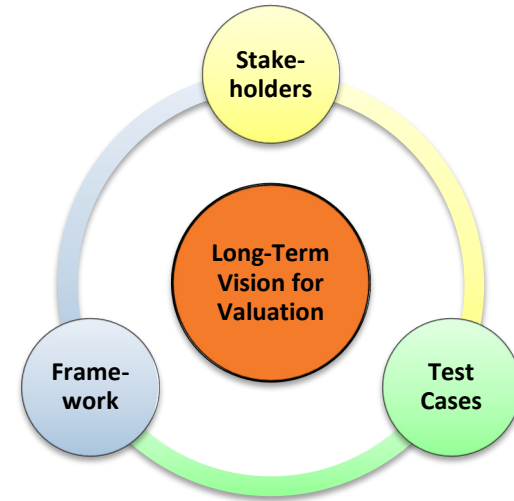 Stake-
holders
Long-Term
Vision for
Valuation
Frame-
work
Test
Cases